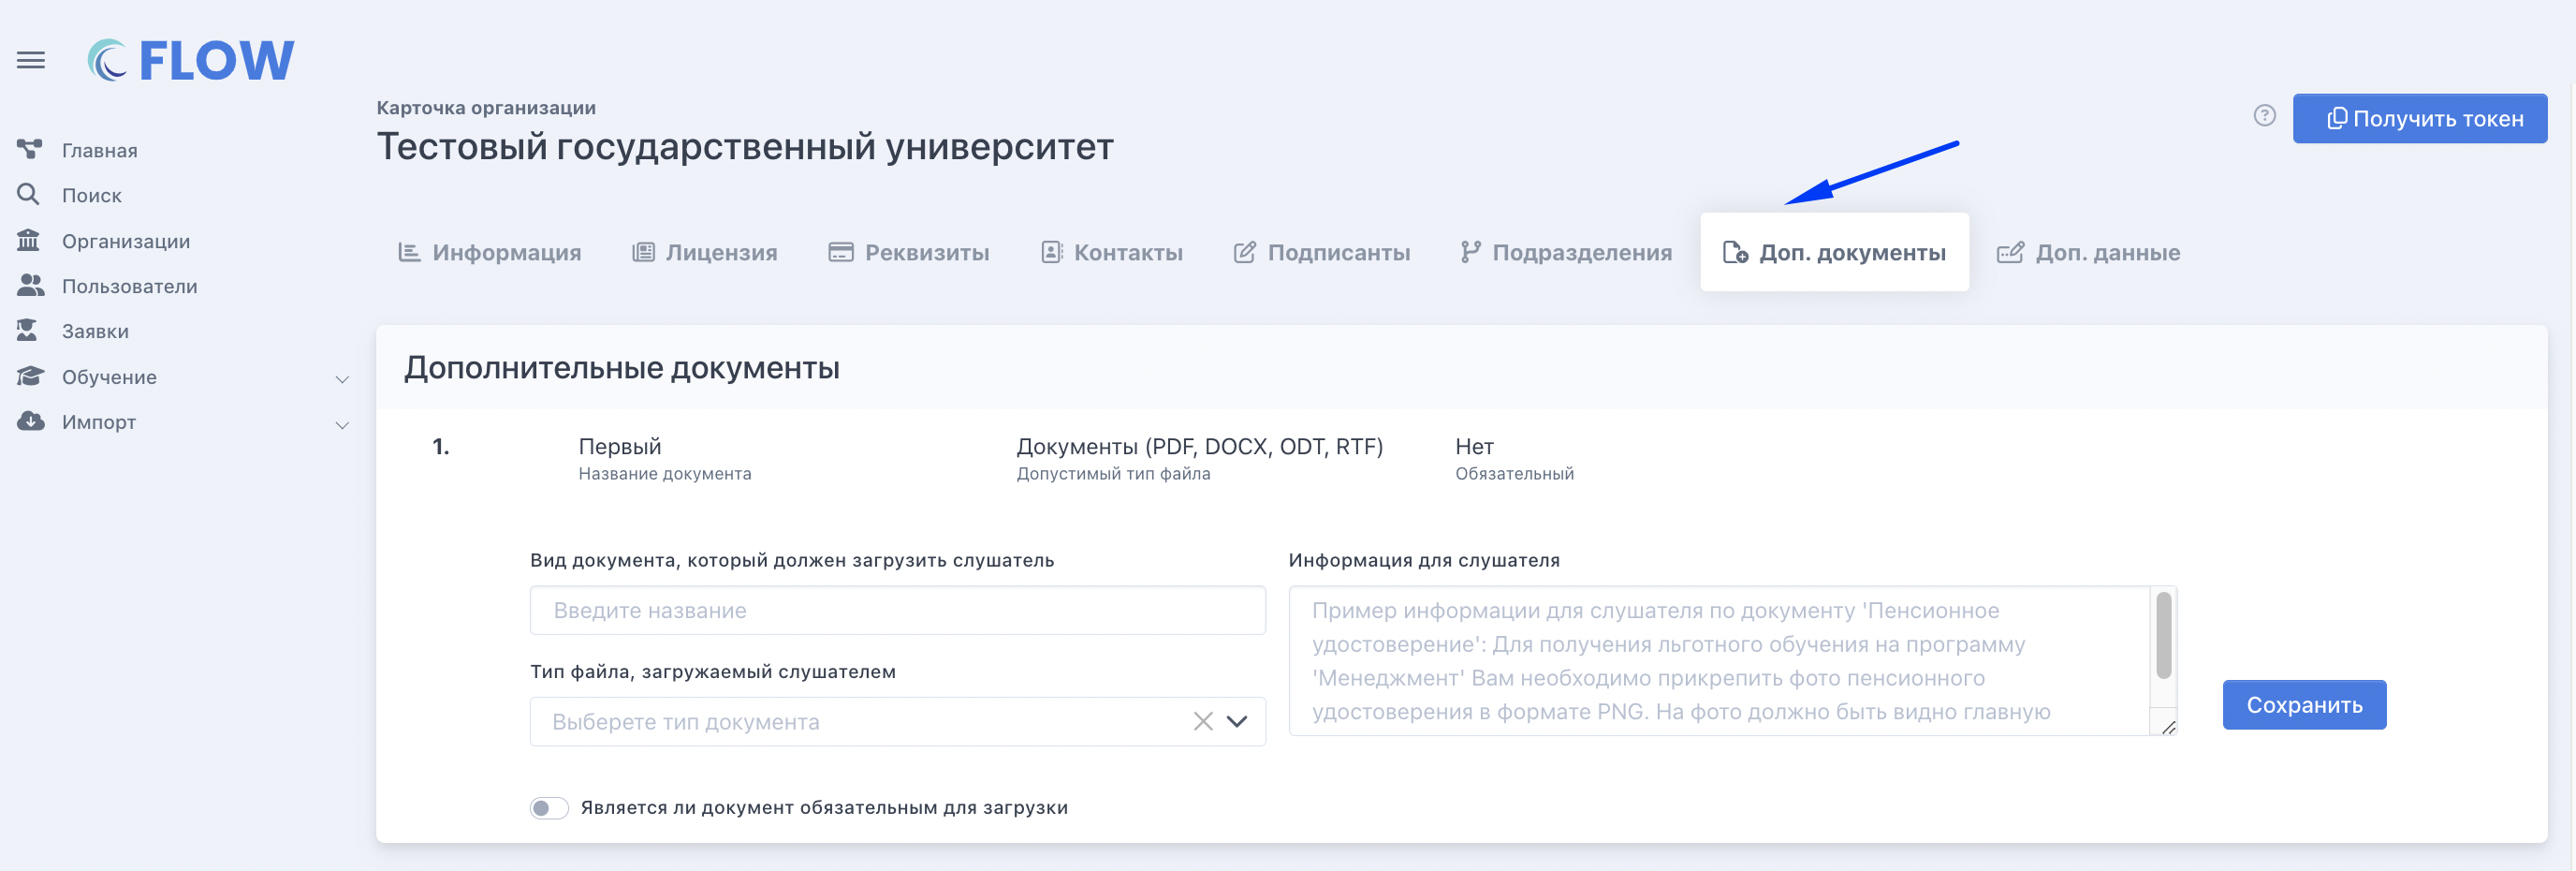 FLOW
Карточка организации
Тестовый государственный университет
Получить токен
Главная
Поиск
Организации
Пользователи
Заявки
Обучение
Импорт
Информация
Лицензия
Реквизиты
Контакты
Подписанты
Подразделения
Доп. документы
Доп. данные
Дополнительные документы
1.
Первый
Название документа
Документы (PDF, DOCX, ODT, RTF)
Допустимый тип файла
Нет
Обязательный
Вид документа, который должен загрузить слушатель
Введите название
Тип файла, загружаемый слушателем
Выберете тип документа
Информация для слушателя
Пример информации для слушателя по документу 'Пенсионное
удостоверение': Для получения льготного обучения на программу
'Менеджмент' Вам необходимо прикрепить фото пенсионного
удостоверения в формате PNG. На фото должно быть видно главную
Сохранить
Является ли документ обязательным для загрузки